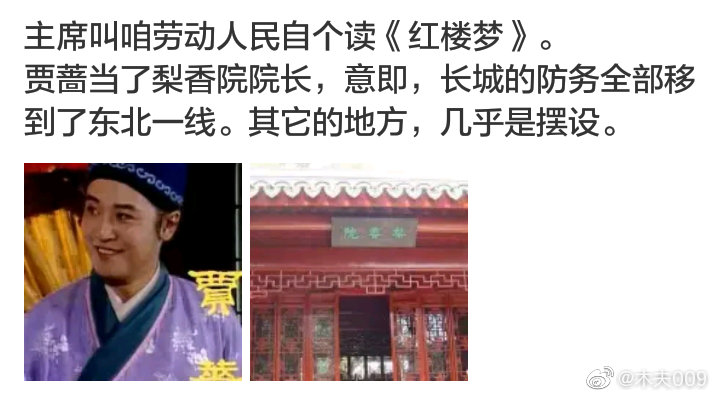 主席叫咱劳动人民自个读《红楼梦》。
贾蔷当了梨香院院长，意即，长城的防务全部移
到了东北一线。其它的地方，几乎是摆设。
賈
薔
梨香院
@木夫009